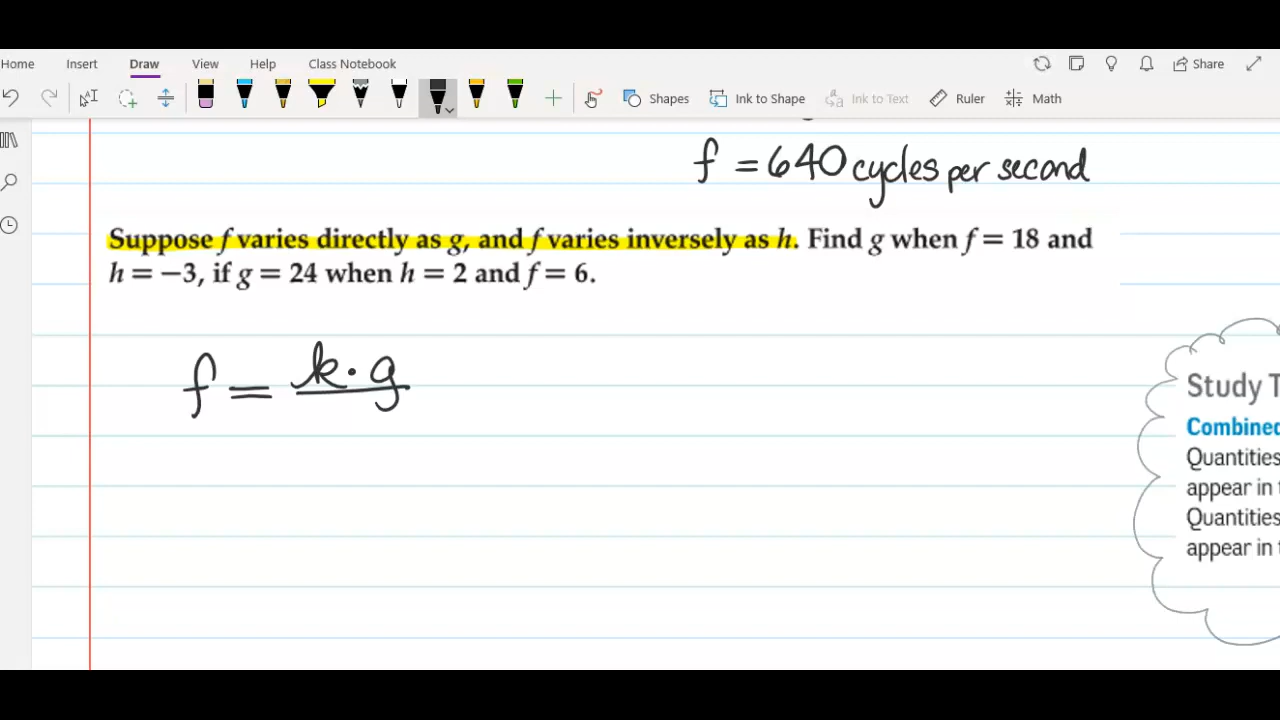 Home Insert Draw View Help Class Notebook Share
Ink to Shape Ink to Text Ruler Math Shapes
f = 640 cycles per second
Suppose f varies directly as g, and f varies inversely as h. Find g when f = 18 and
h = −3, if g = 24 when h = 2 and f = 6.
f = k · g
Study T
Combined
Quantities
appear in
Quantities
appear in